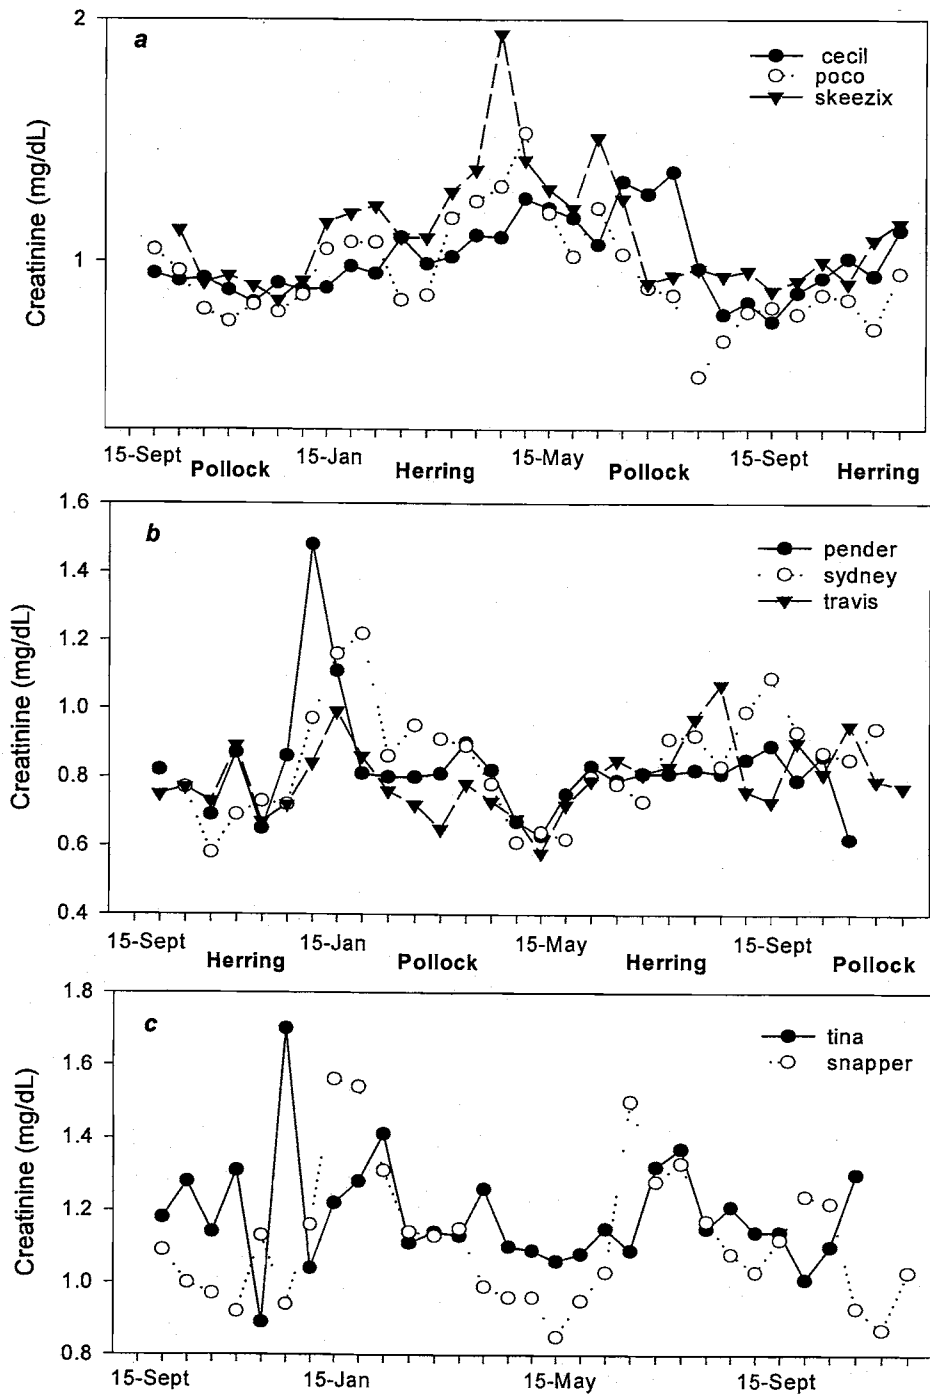 2
a
cecil
poco
skeezix
Creatinine (mg/dL)
1
15-Sept
15-Jan
15-May
15-Sept
Pollock
Herring
Pollock
Herring
1.6
b
pender
sydney
travis
1.4
1.2
Creatinine (mg/dL)
1.0
0.8
0.6
0.4
15-Sept
15-Jan
15-May
15-Sept
Herring
Pollock
Herring
Pollock
1.8
c
tina
snapper
1.6
1.4
Creatinine (mg/dL)
1.2
1.0
0.8
15-Sept
15-Jan
15-May
15-Sept